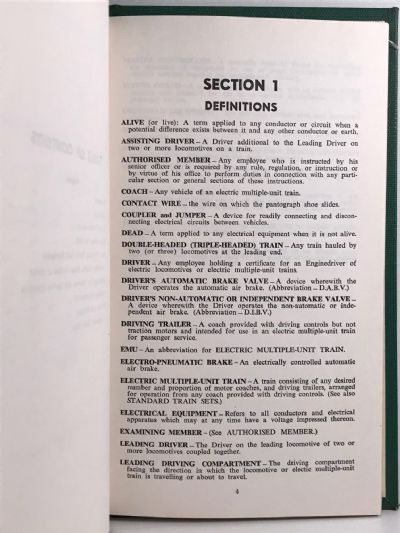 SECTION 1
DEFINITIONS
ALIVE (or live): A term applied to any conductor or circuit when a
potential difference exists between it and any other conductor or earth.
ASSISTING DRIVER – A Driver additional to the Leading Driver on
two or more locomotives on a train.
AUTHORISED MEMBER – Any employee who is instructed by his
senior officer or is required by any rule, regulation, or instruction or
by virtue of his office to perform duties in connection with any parti-
cular section or general sections of these instructions.
COACH – Any vehicle of an electric multiple-unit train.
CONTACT WIRE – the wire on which the pantograph shoe slides.
COUPLER and JUMPER – A device for readily connecting and discon-
necting electrical circuits between vehicles.
DEAD – A term applied to any electrical equipment when it is not alive.
DOUBLE-HEADED (TRIPLE-HEADED) TRAIN – Any train hauled by
two (or three) locomotives at the leading end.
DRIVER – Any employee holding a certificate for an Enginedriver of
electric locomotives or electric multiple-unit trains.
DRIVER'S AUTOMATIC BRAKE VALVE – A device wherewith the
Driver operates the automatic air brake. (Abbreviation – D.A.B.V.)
DRIVER'S NON-AUTOMATIC OR INDEPENDENT BRAKE VALVE –
A device wherewith the Driver operates the non-automatic or inde-
pendent air brake. (Abbreviation – D.I.B.V.)
DRIVING TRAILER – A coach provided with driving controls but not
traction motors and intended for use in an electric multiple-unit train
for passenger service.
EMU – An abbreviation for ELECTRIC MULTIPLE-UNIT TRAIN.
ELECTRO-PNEUMATIC BRAKE – An electrically controlled automatic
air brake.
ELECTRIC MULTIPLE-UNIT TRAIN – A train consisting of any desired
number and proportion of motor coaches, and driving trailers, arranged
for operation from any coach provided with driving controls. (See also
STANDARD TRAIN SETS.)
ELECTRICAL EQUIPMENT – Refers to all conductors and electrical
apparatus which may at any time have a voltage impressed thereon.
EXAMINING MEMBER – (See AUTHORISED MEMBER.)
LEADING DRIVER – The Driver on the leading locomotive of two or
more locomotives coupled together.
LEADING DRIVING COMPARTMENT – The driving compartment
facing the direction in which the locomotive or electic multiple-unit
train is travelling or about to travel.
4